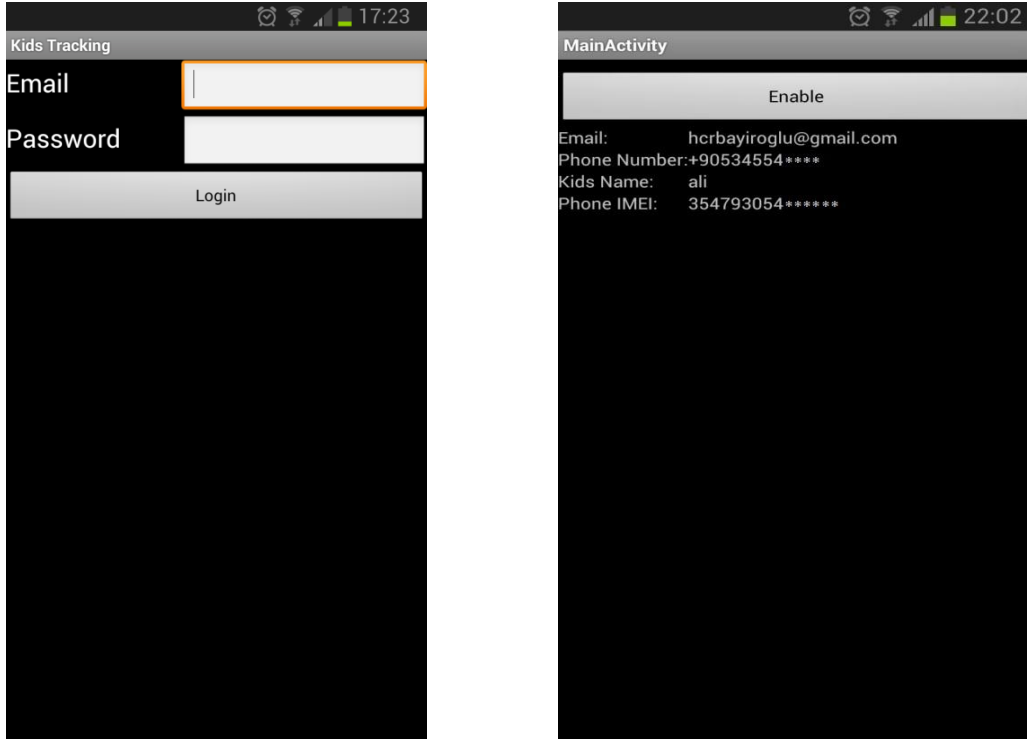 17:23
Kids Tracking
Email
Password
Login
22:02
MainActivity
Enable
Email: hcrbayiroglu@gmail.com
Phone Number:+90534554****
Kids Name: ali
Phone IMEI: 354793054******